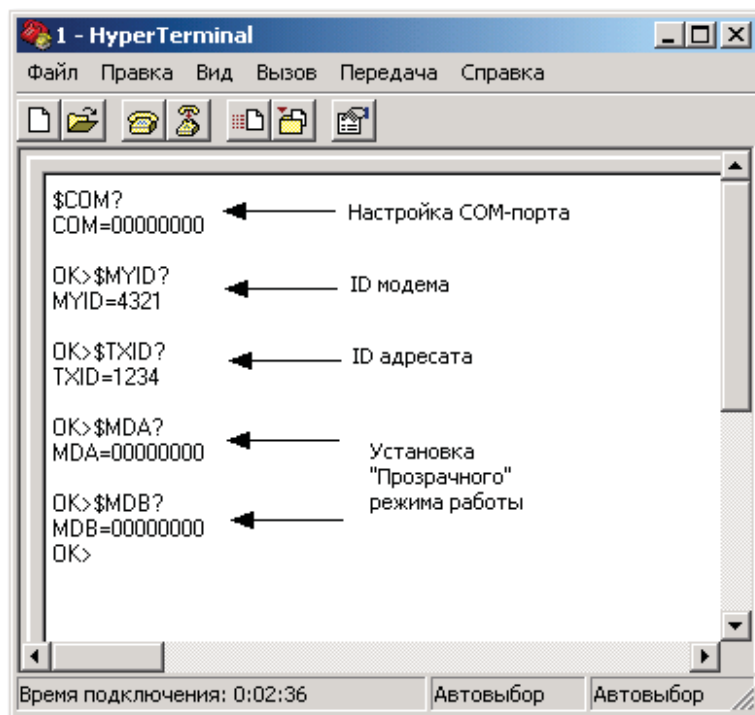 1 - HyperTerminal
Файл Правка Вид Вызов Передача Справка
$COM?
COM=00000000
Настройка COM-порта
OK>$MYID?
MYID=4321
ID модема
OK>$TXID?
TXID=1234
ID адресата
OK>$MDA?
MDA=00000000
Установка
"Прозрачного"
режима работы
OK>$MDB?
MDB=00000000
OK>
Время подключения: 0:02:36 Автовыбор Автовыбор